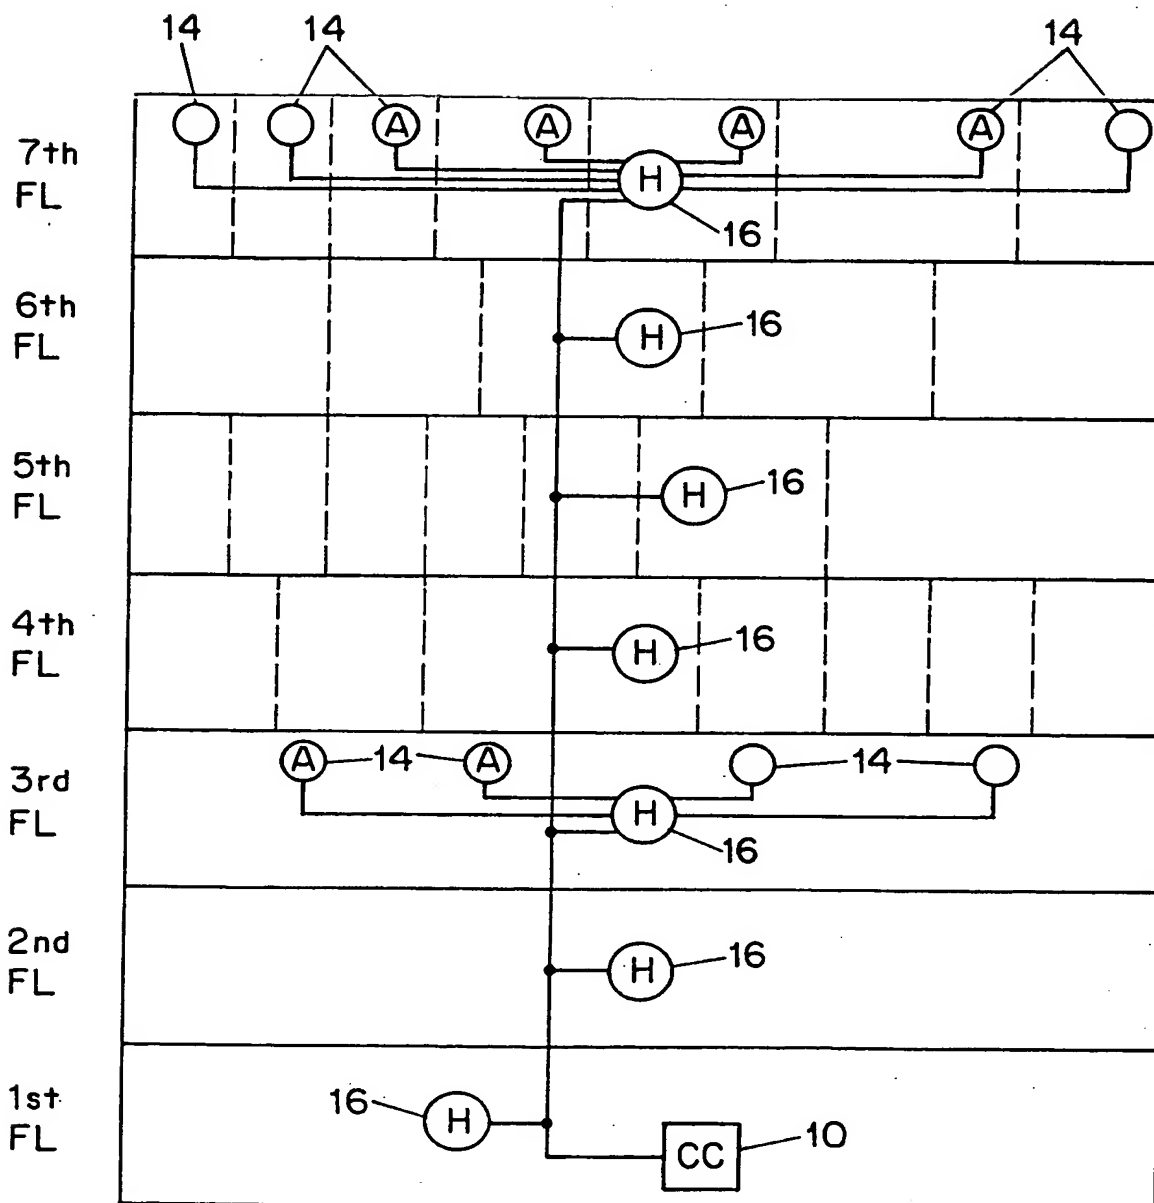 14 14 14
7th
FL
A A A A
H
16
6th
FL
H 16
5th
FL
H 16
4th
FL
H 16
3rd
FL
A 14 A 14
H
16
2nd
FL
H 16
1st
FL
16 H
CC 10